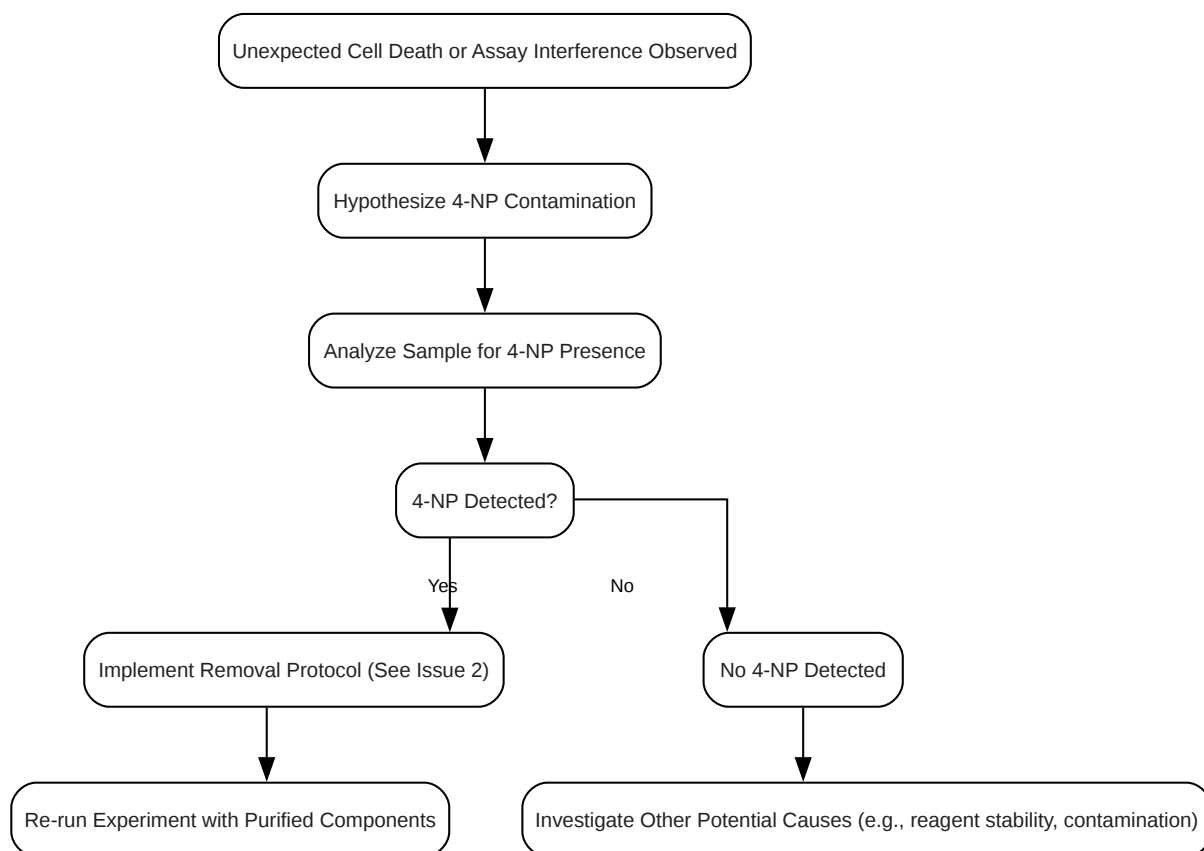 Unexpected Cell Death or Assay Interference Observed
Hypothesize 4-NP Contamination
Analyze Sample for 4-NP Presence
4-NP Detected?
Yes
No
Implement Removal Protocol (See Issue 2)
No 4-NP Detected
Re-run Experiment with Purified Components
Investigate Other Potential Causes (e.g., reagent stability, contamination)